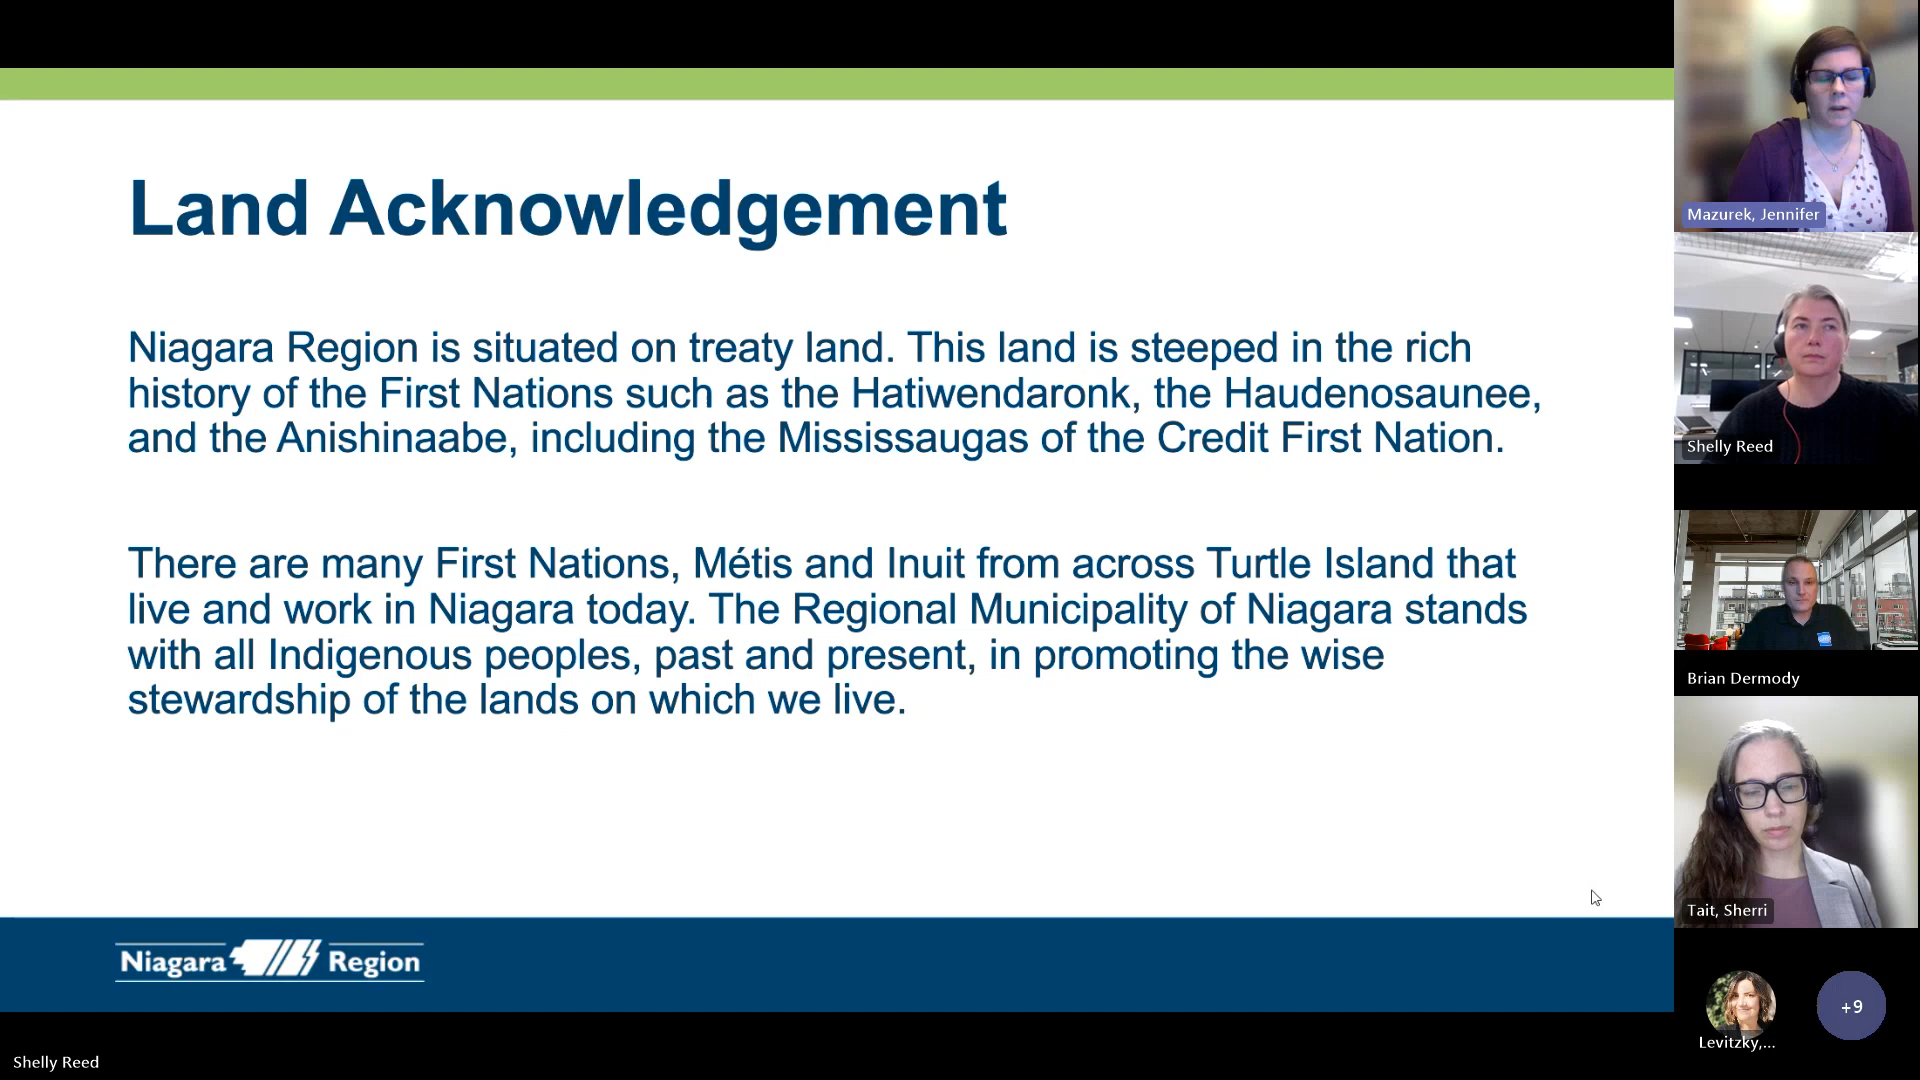 Land Acknowledgement
Niagara Region is situated on treaty land. This land is steeped in the rich
history of the First Nations such as the Hatiwendaronk, the Haudenosaunee,
and the Anishinaabe, including the Mississaugas of the Credit First Nation.
There are many First Nations, Métis and Inuit from across Turtle Island that
live and work in Niagara today. The Regional Municipality of Niagara stands
with all Indigenous peoples, past and present, in promoting the wise
stewardship of the lands on which we live.
Niagara Region
Shelly Reed
Mazurek, Jennifer
Shelly Reed
Brian Dermody
Tait, Sherri
Levitzky,...
+9